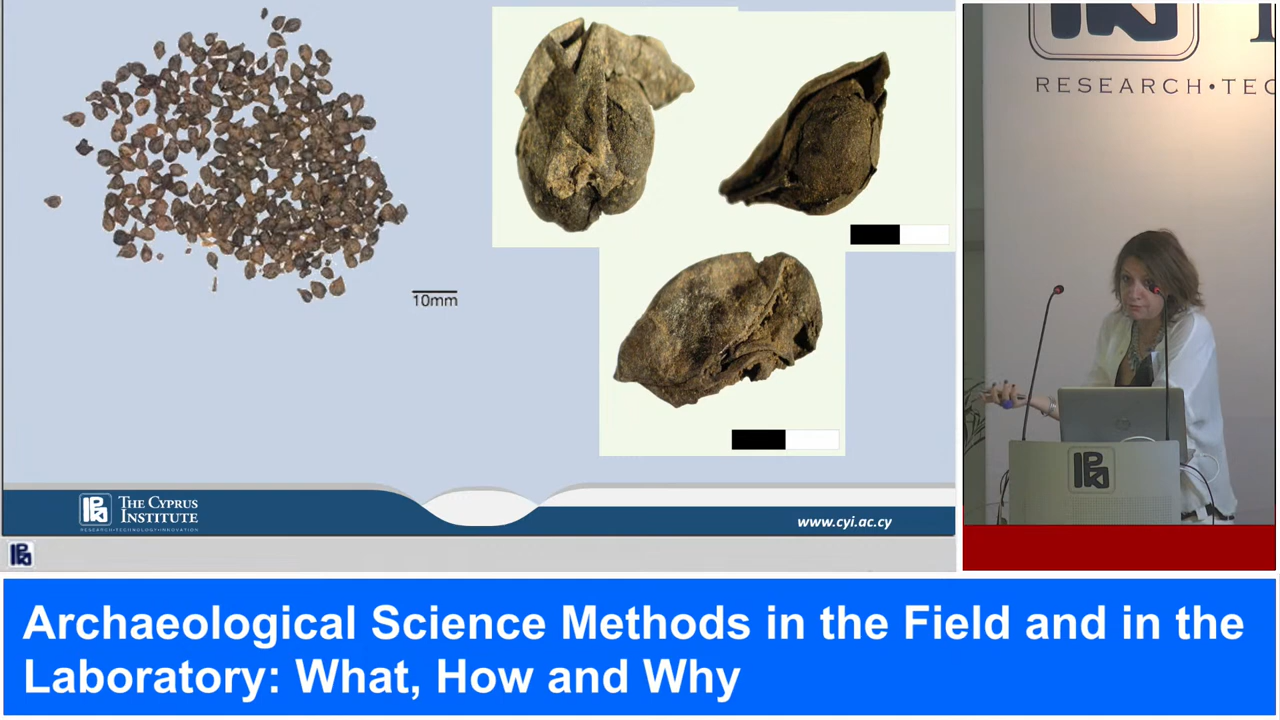 10mm
THE CYPRUS
INSTITUTE
RESEARCH•TECHNOLOGY•INNOVATION
www.cyi.ac.cy
RESEARCH•TEC
Archaeological Science Methods in the Field and in the
Laboratory: What, How and Why